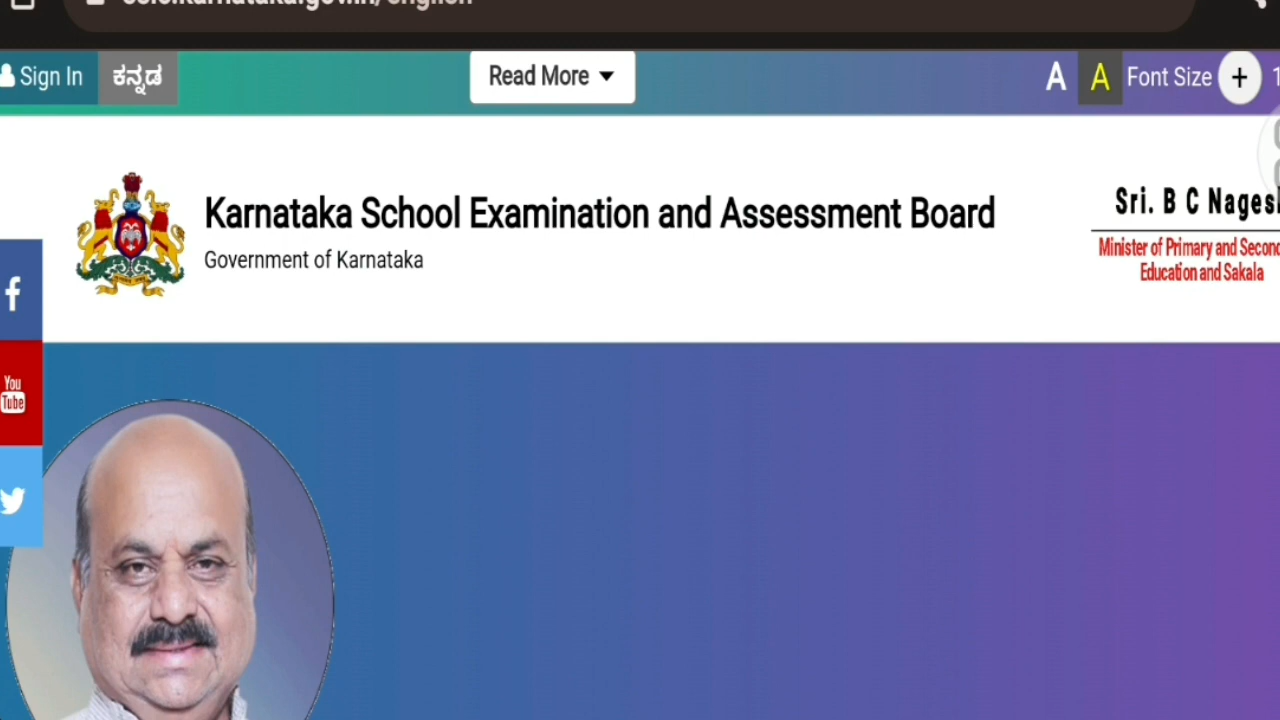 Sign In
ಕನ್ನಡ
Read More
A
A
Font Size
+
Karnataka School Examination and Assessment Board
Government of Karnataka
Sri. B C Nages
Minister of Primary and Second
Education and Sakala
You
Tube